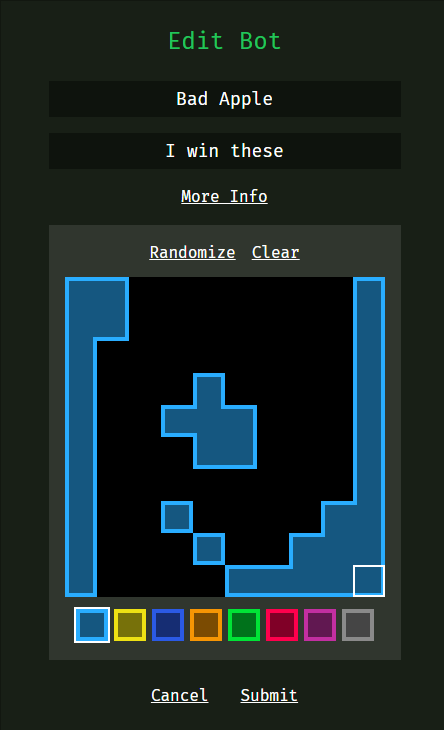 Edit Bot
Bad Apple
I win these
More Info
Randomize Clear
Cancel Submit